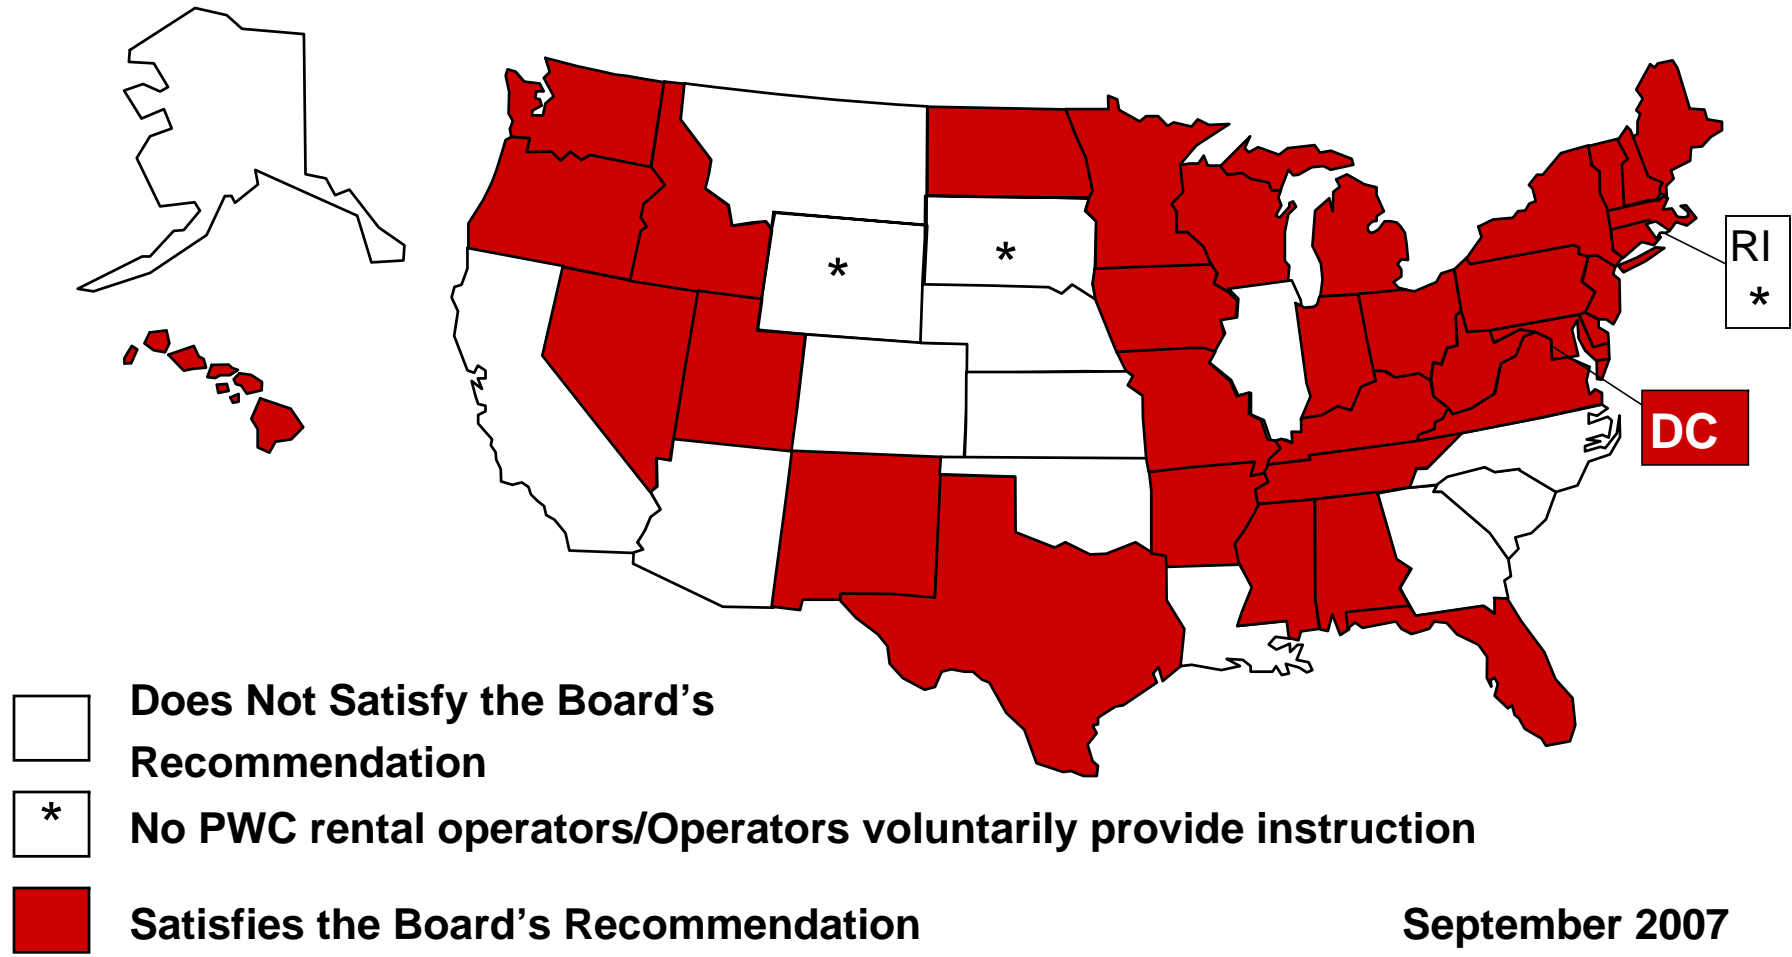 *
*
RI
*
DC
Does Not Satisfy the Board’s
Recommendation
*
No PWC rental operators/Operators voluntarily provide instruction
Satisfies the Board’s Recommendation
September 2007